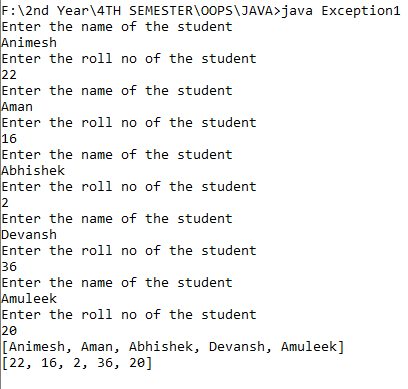 F:\2nd Year\4TH SEMESTER\OOPS\JAVA>java Exception1
Enter the name of the student
Animesh
Enter the roll no of the student
22
Enter the name of the student
Aman
Enter the roll no of the student
16
Enter the name of the student
Abhishek
Enter the roll no of the student
2
Enter the name of the student
Devansh
Enter the roll no of the student
36
Enter the name of the student
Amuleek
Enter the roll no of the student
20
[Animesh, Aman, Abhishek, Devansh, Amuleek]
[22, 16, 2, 36, 20]